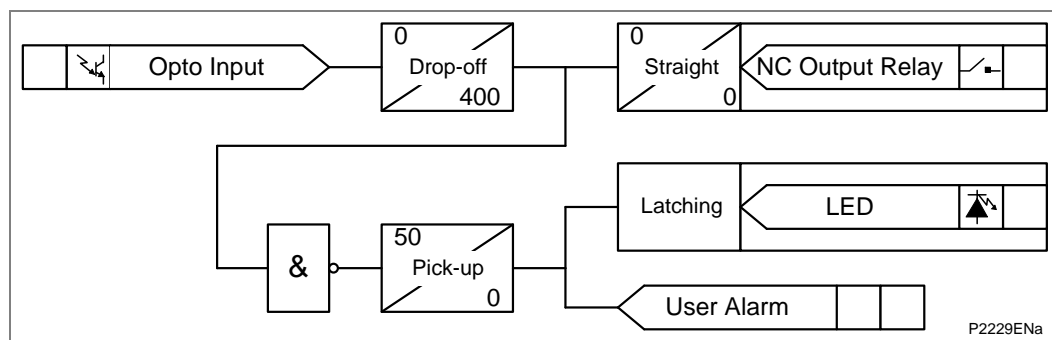 0
Opto Input
Drop-off
400
0
Straight
0
NC Output Relay
&
50
Pick-up
0
Latching
LED
User Alarm
P2229ENa